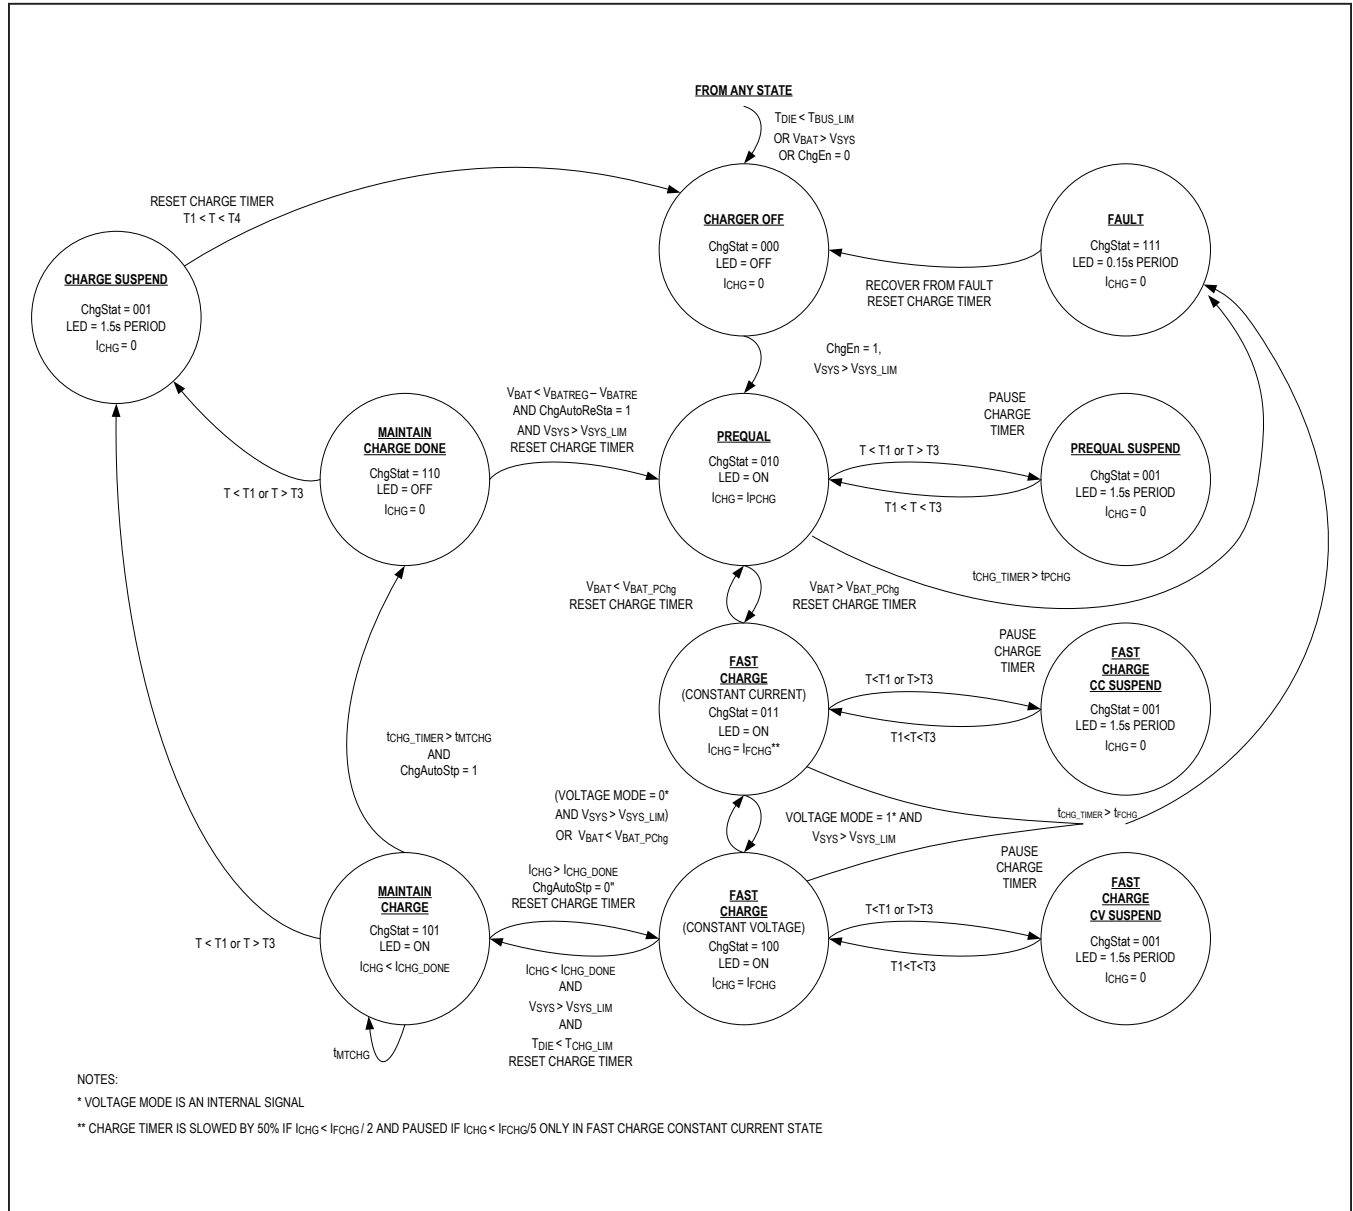 FROM ANY STATE
TDIE < TBUS_LIM
OR VBAT > VSYS
OR ChgEn = 0
RESET CHARGE TIMER
T1 < T < T4
CHARGER OFF
ChgStat = 000
LED = OFF
ICHG = 0
FAULT
ChgStat = 111
LED = 0.15s PERIOD
ICHG = 0
RECOVER FROM FAULT
RESET CHARGE TIMER
CHARGE SUSPEND
ChgStat = 001
LED = 1.5s PERIOD
ICHG = 0
ChgEn = 1,
VSYS > VSYS_LIM
VBAT < VBATREG – VBATRE
AND ChgAutoReSta = 1
AND VSYS > VSYS_LIM
RESET CHARGE TIMER
MAINTAIN
CHARGE DONE
ChgStat = 110
LED = OFF
ICHG = 0
T < T1 or T > T3
PREQUAL
ChgStat = 010
LED = ON
ICHG = IPCHG
T < T1 or T > T3
T1 < T < T3
PAUSE
CHARGE
TIMER
PREQUAL SUSPEND
ChgStat = 001
LED = 1.5s PERIOD
ICHG = 0
tCHG_TIMER > tPCHG
VBAT < VBAT_PChg
RESET CHARGE TIMER
VBAT > VBAT_PChg
RESET CHARGE TIMER
FAST
CHARGE
(CONSTANT CURRENT)
ChgStat = 011
LED = ON
ICHG = IFCHG**
T<T1 or T>T3
T1<T<T3
PAUSE
CHARGE
TIMER
FAST
CHARGE
CC SUSPEND
ChgStat = 001
LED = 1.5s PERIOD
ICHG = 0
tCHG_TIMER > tMTCHG
AND
ChgAutoStp = 1
(VOLTAGE MODE = 0*
AND VSYS > VSYS_LIM)
OR VBAT < VBAT_PChg
VOLTAGE MODE = 1* AND
VSYS > VSYS_LIM
tCHG_TIMER > tFCHG
PAUSE
CHARGE
TIMER
MAINTAIN
CHARGE
ChgStat = 101
LED = ON
ICHG < ICHG_DONE
T < T1 or T > T3
tMTCHG
ICHG > ICHG_DONE
ChgAutoStp = 0"
RESET CHARGE TIMER
ICHG < ICHG_DONE
AND
VSYS > VSYS_LIM
AND
TDIE < TCHG_LIM
RESET CHARGE TIMER
FAST
CHARGE
(CONSTANT VOLTAGE)
ChgStat = 100
LED = ON
ICHG = IFCHG
T<T1 or T>T3
T1<T<T3
FAST
CHARGE
CV SUSPEND
ChgStat = 001
LED = 1.5s PERIOD
ICHG = 0
NOTES:
* VOLTAGE MODE IS AN INTERNAL SIGNAL
** CHARGE TIMER IS SLOWED BY 50% IF ICHG < IFCHG / 2 AND PAUSED IF ICHG < IFCHG/5 ONLY IN FAST CHARGE CONSTANT CURRENT STATE